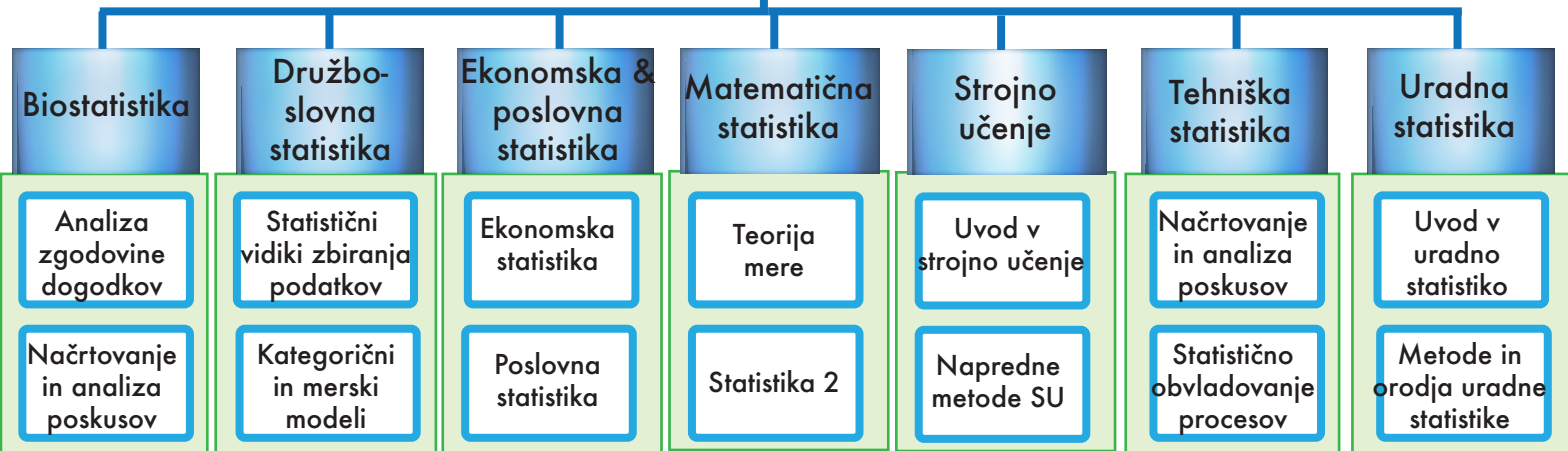 Biostatistika
Družbo-
slovna
statistika
Ekonomska &
poslovna
statistika
Matematična
statistika
Strojno
učenje
Tehniška
statistika
Uradna
statistika
Analiza
zgodovine
dogodkov
Statistični
vidiki zbiranja
podatkov
Ekonomska
statistika
Teorija
mere
Uvod v
strojno učenje
Načrtovanje
in analiza
poskusov
Uvod v
uradno
statistiko
Načrtovanje
in analiza
poskusov
Kategorični
in merski
modeli
Poslovna
statistika
Statistika 2
Napredne
metode SU
Statistično
obvladovanje
procesov
Metode in
orodja uradne
statistike